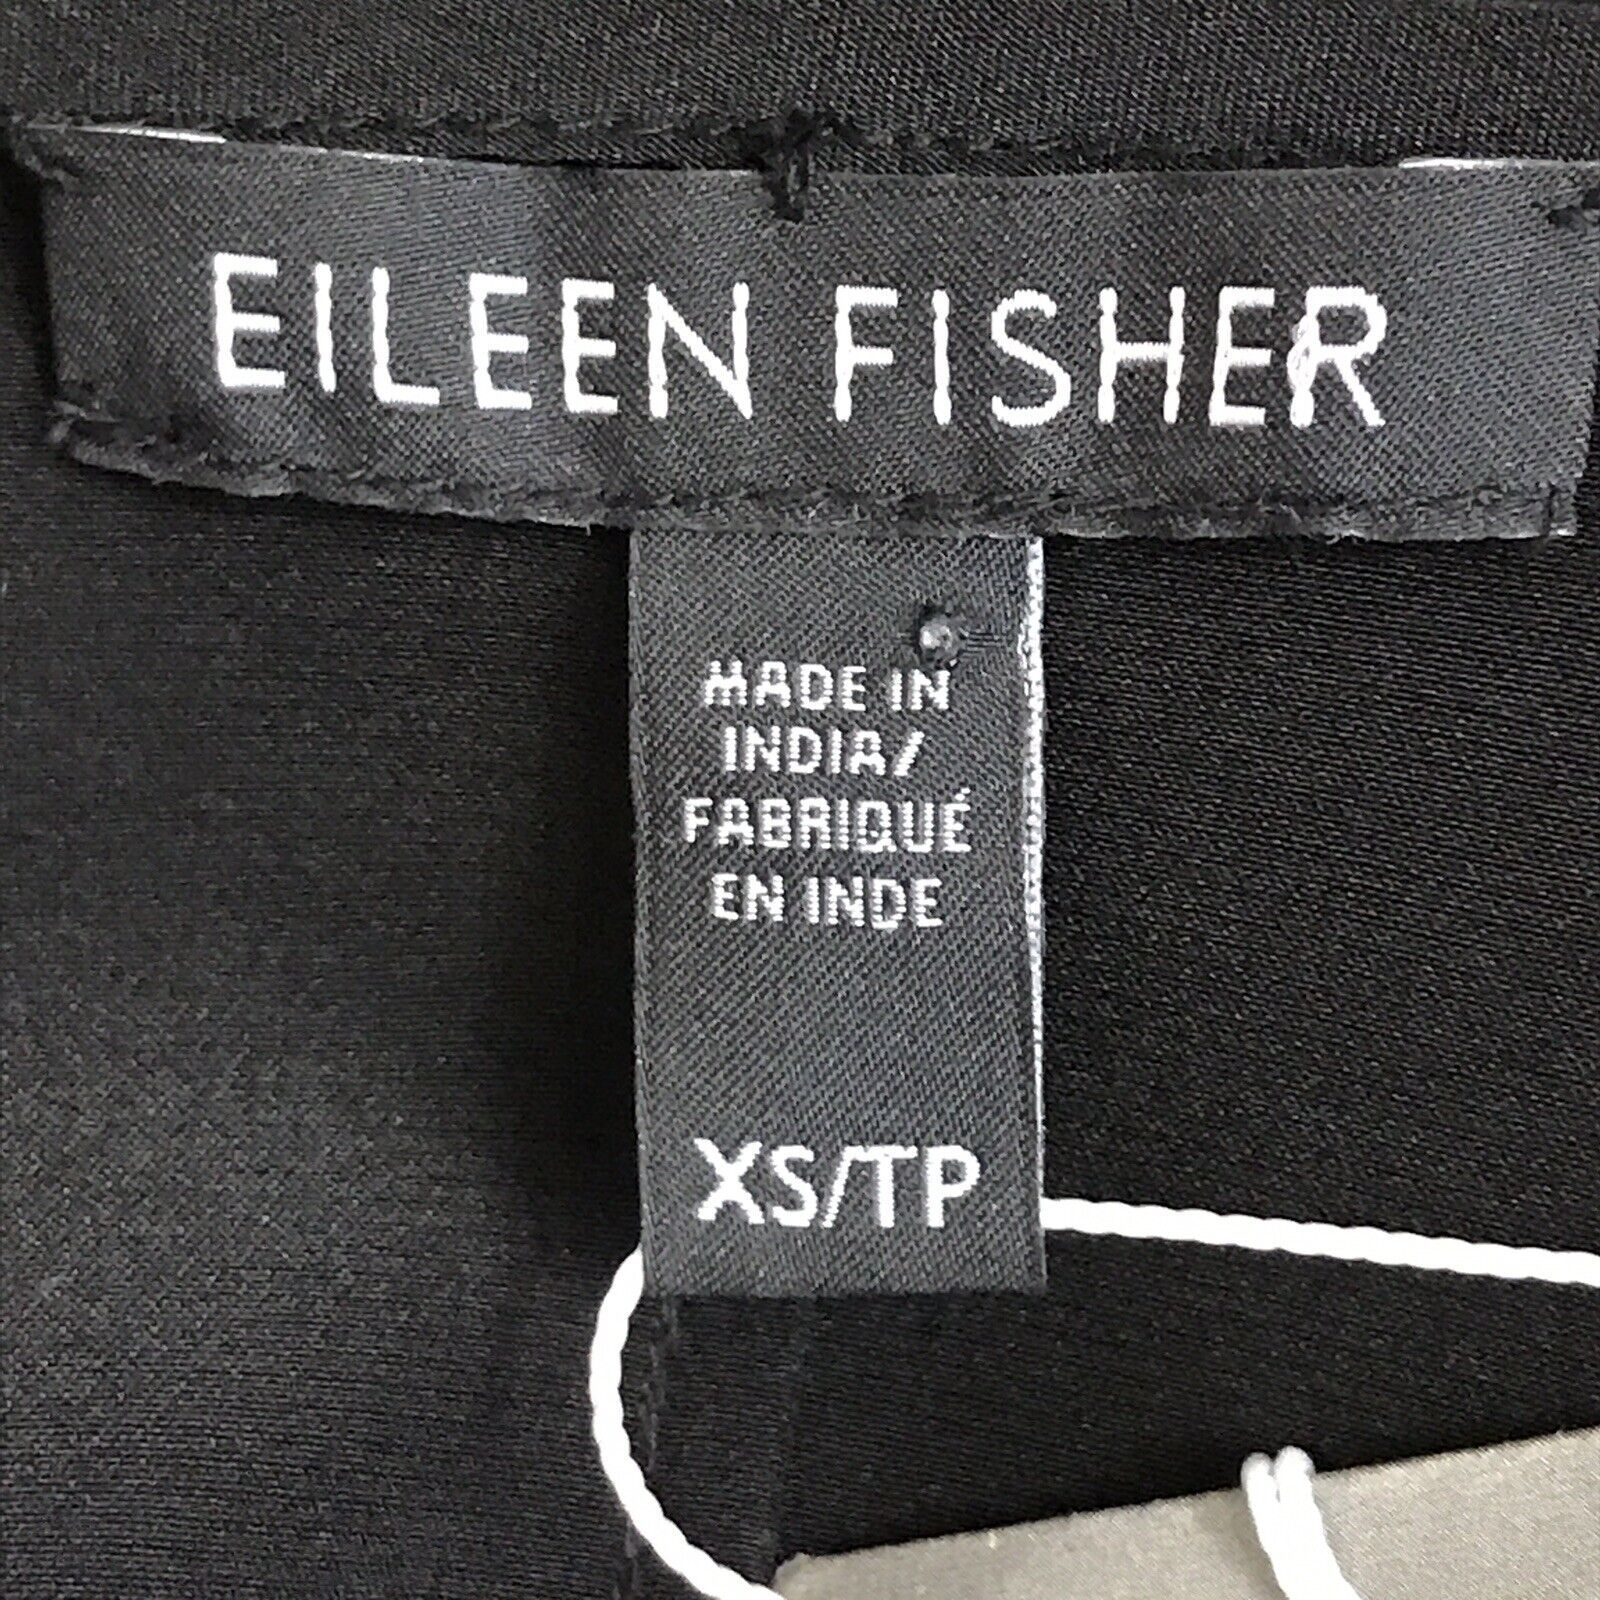 EILEEN FISHER
MADE IN
INDIA/
FABRIQUÉ
EN INDE
XS/TP